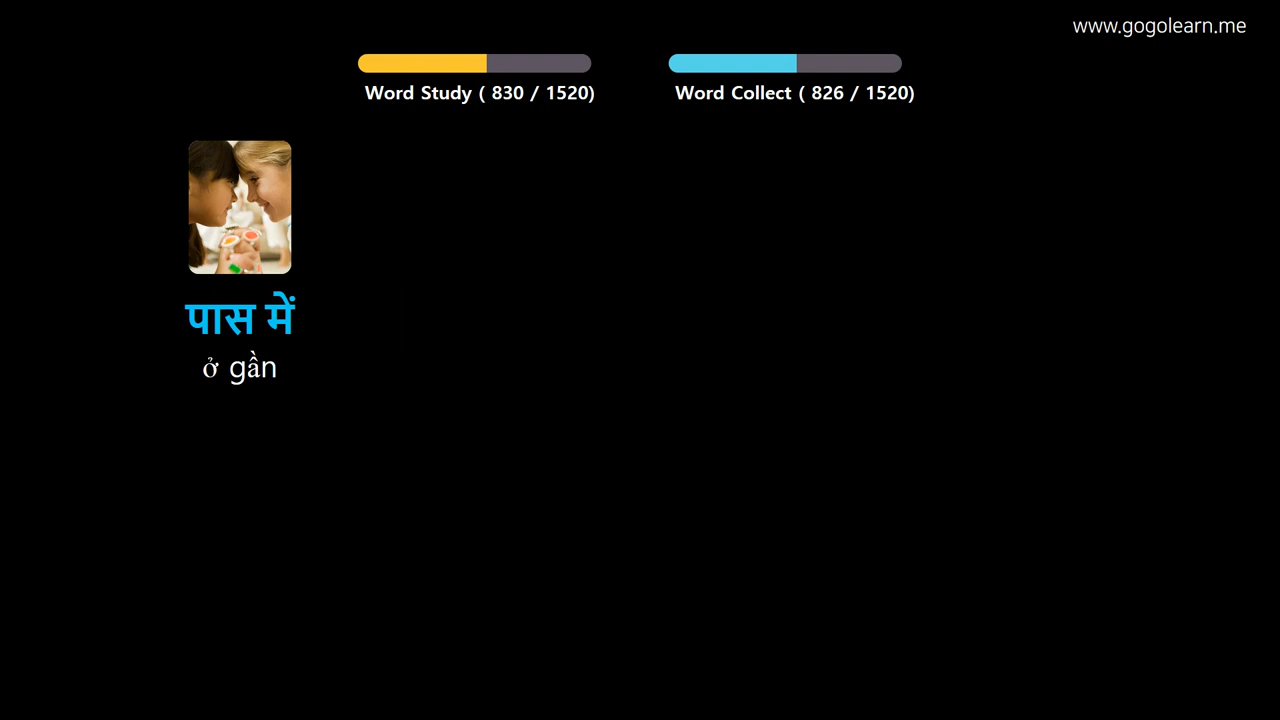 www.gogolearn.me
Word Study ( 830 / 1520)
Word Collect ( 826 / 1520)
पास में
ở gần